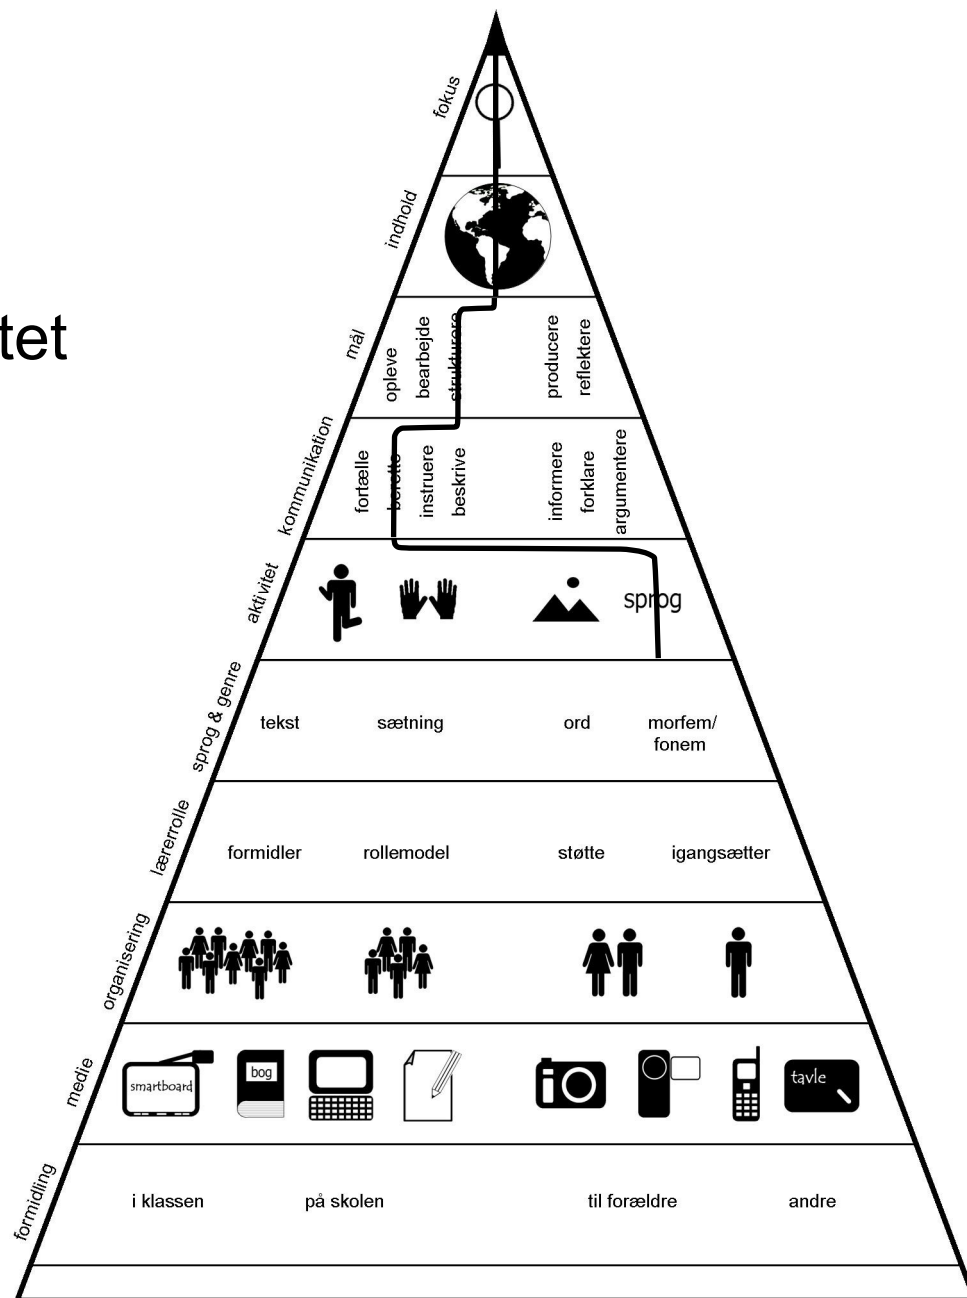 fokus
indhold
tet
mål
opleve
bearbejde
strukturere
producere
reflektere
kommunikation
fortælle
berette
instruere
beskrive
informere
forklare
argumentere
aktivitet
sprog
sprog & genre
tekst
sætning
ord
morfem/
fonem
lærerrolle
formidler
rollemodel
støtte
igangsætter
organisering
medie
smartboard
bog
tavle
formidling
i klassen
på skolen
til forældre
andre